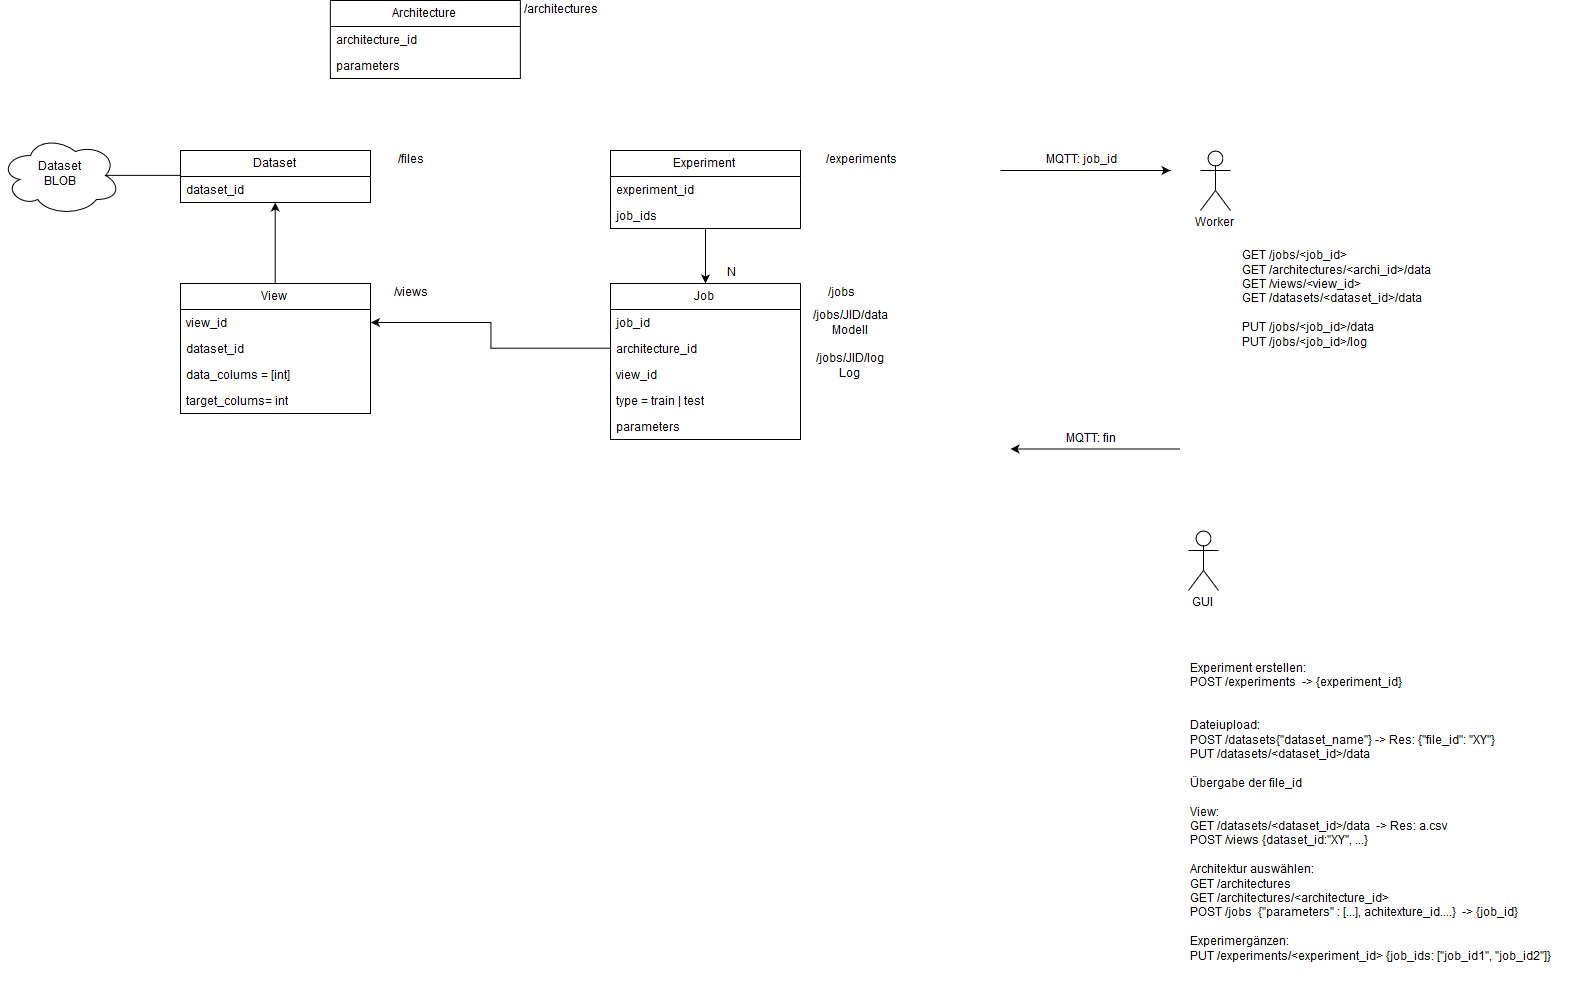 Architecture
/architectures
architecture_id
parameters
Dataset
BLOB
Dataset
/files
dataset_id
Experiment
/experiments
experiment_id
job_ids
MQTT: job_id
Worker
GET /jobs/<job_id>
GET /architectures/<archi_id>/data
GET /views/<view_id>
GET /datasets/<dataset_id>/data
PUT /jobs/<job_id>/data
PUT /jobs/<job_id>/log
N
View
/views
view_id
dataset_id
data_colums = [int]
target_colums= int
Job
/jobs
/jobs/JID/data
Modell
/jobs/JID/log
Log
job_id
architecture_id
view_id
type = train | test
parameters
MQTT: fin
GUI
Experiment erstellen:
POST /experiments -> {experiment_id}
Dateiupload:
POST /datasets{"dataset_name"} -> Res: {"file_id": "XY"}
PUT /datasets/<dataset_id>/data
Übergabe der file_id
View:
GET /datasets/<dataset_id>/data -> Res: a.csv
POST /views {dataset_id:"XY", ...}
Architektur auswählen:
GET /architectures
GET /architectures/<architecture_id>
POST /jobs {"parameters" : [...], achitexture_id....} -> {job_id}
Experimergänzen:
PUT /experiments/<experiment_id> {job_ids: ["job_id1", "job_id2"]}